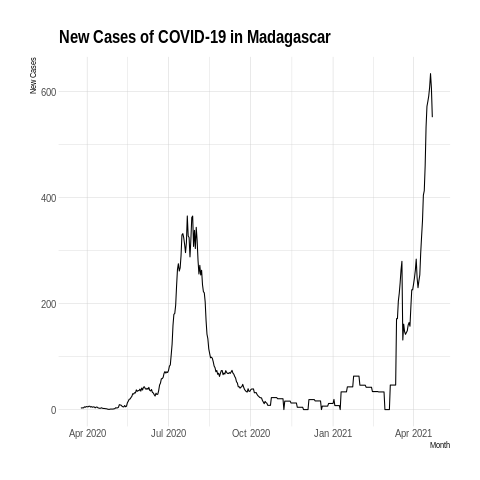 New Cases of COVID-19 in Madagascar
New Cases
600
400
200
0
Apr 2020 Jul 2020 Oct 2020 Jan 2021 Apr 2021
Month